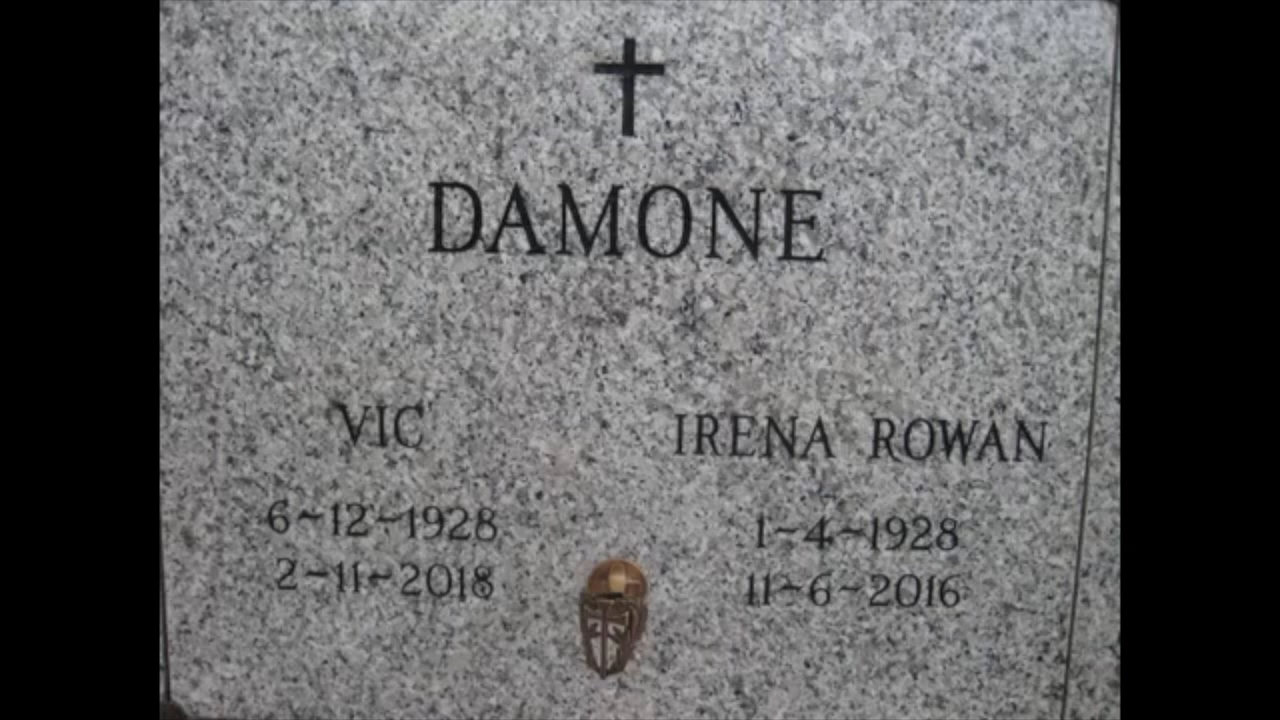 DAMONE
VIC
6-12-1928
2-11-2018
IRENA ROWAN
1-4-1928
11-6-2016